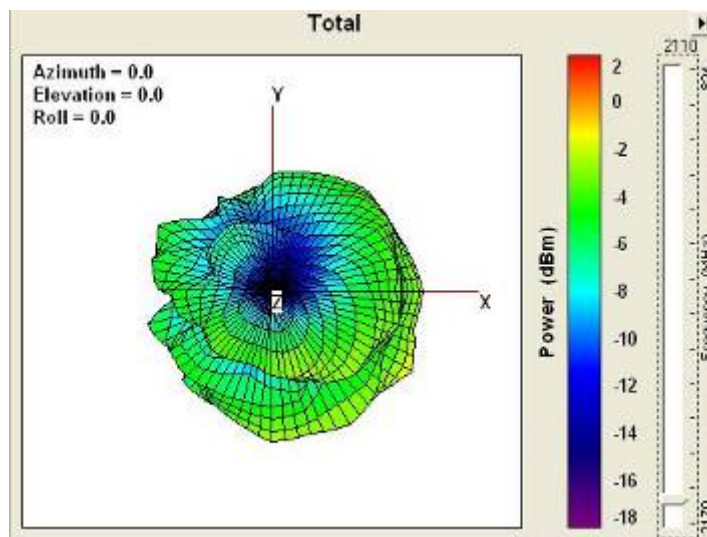 Total
2110
Azimuth = 0.0
Elevation = 0.0
Roll = 0.0
Y
X
Z
Power (dBm)
2
0
-2
-4
-6
-8
-10
-12
-14
-16
-18
2170